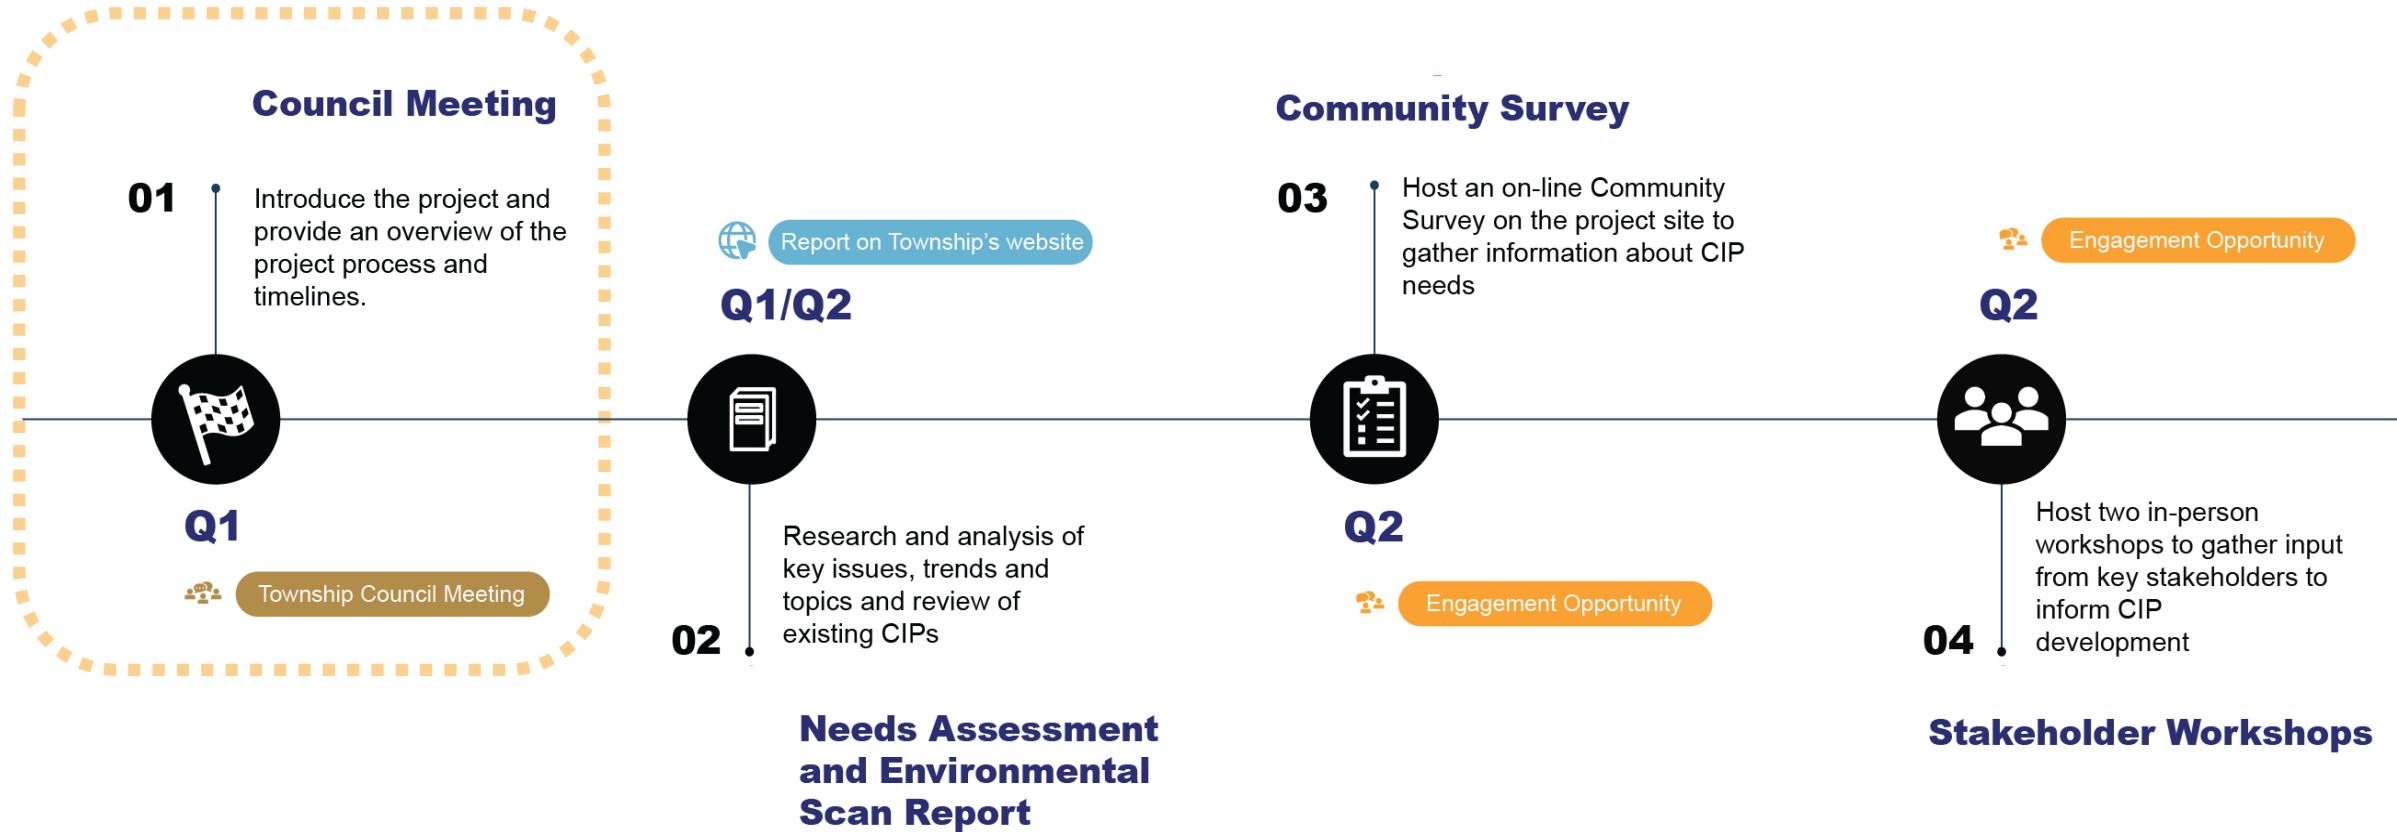 Council Meeting
01
Introduce the project and
provide an overview of the
project process and
timelines.
Q1
Township Council Meeting
Report on Township's website
Q1/Q2
Research and analysis of
key issues, trends and
topics and review of
existing CIPs
02
Needs Assessment
and Environmental
Scan Report
Community Survey
03
Host an on-line Community
Survey on the project site to
gather information about CIP
needs
Q2
Engagement Opportunity
Engagement Opportunity
Q2
Host two in-person
workshops to gather input
from key stakeholders to
inform CIP
development
04
Stakeholder Workshops